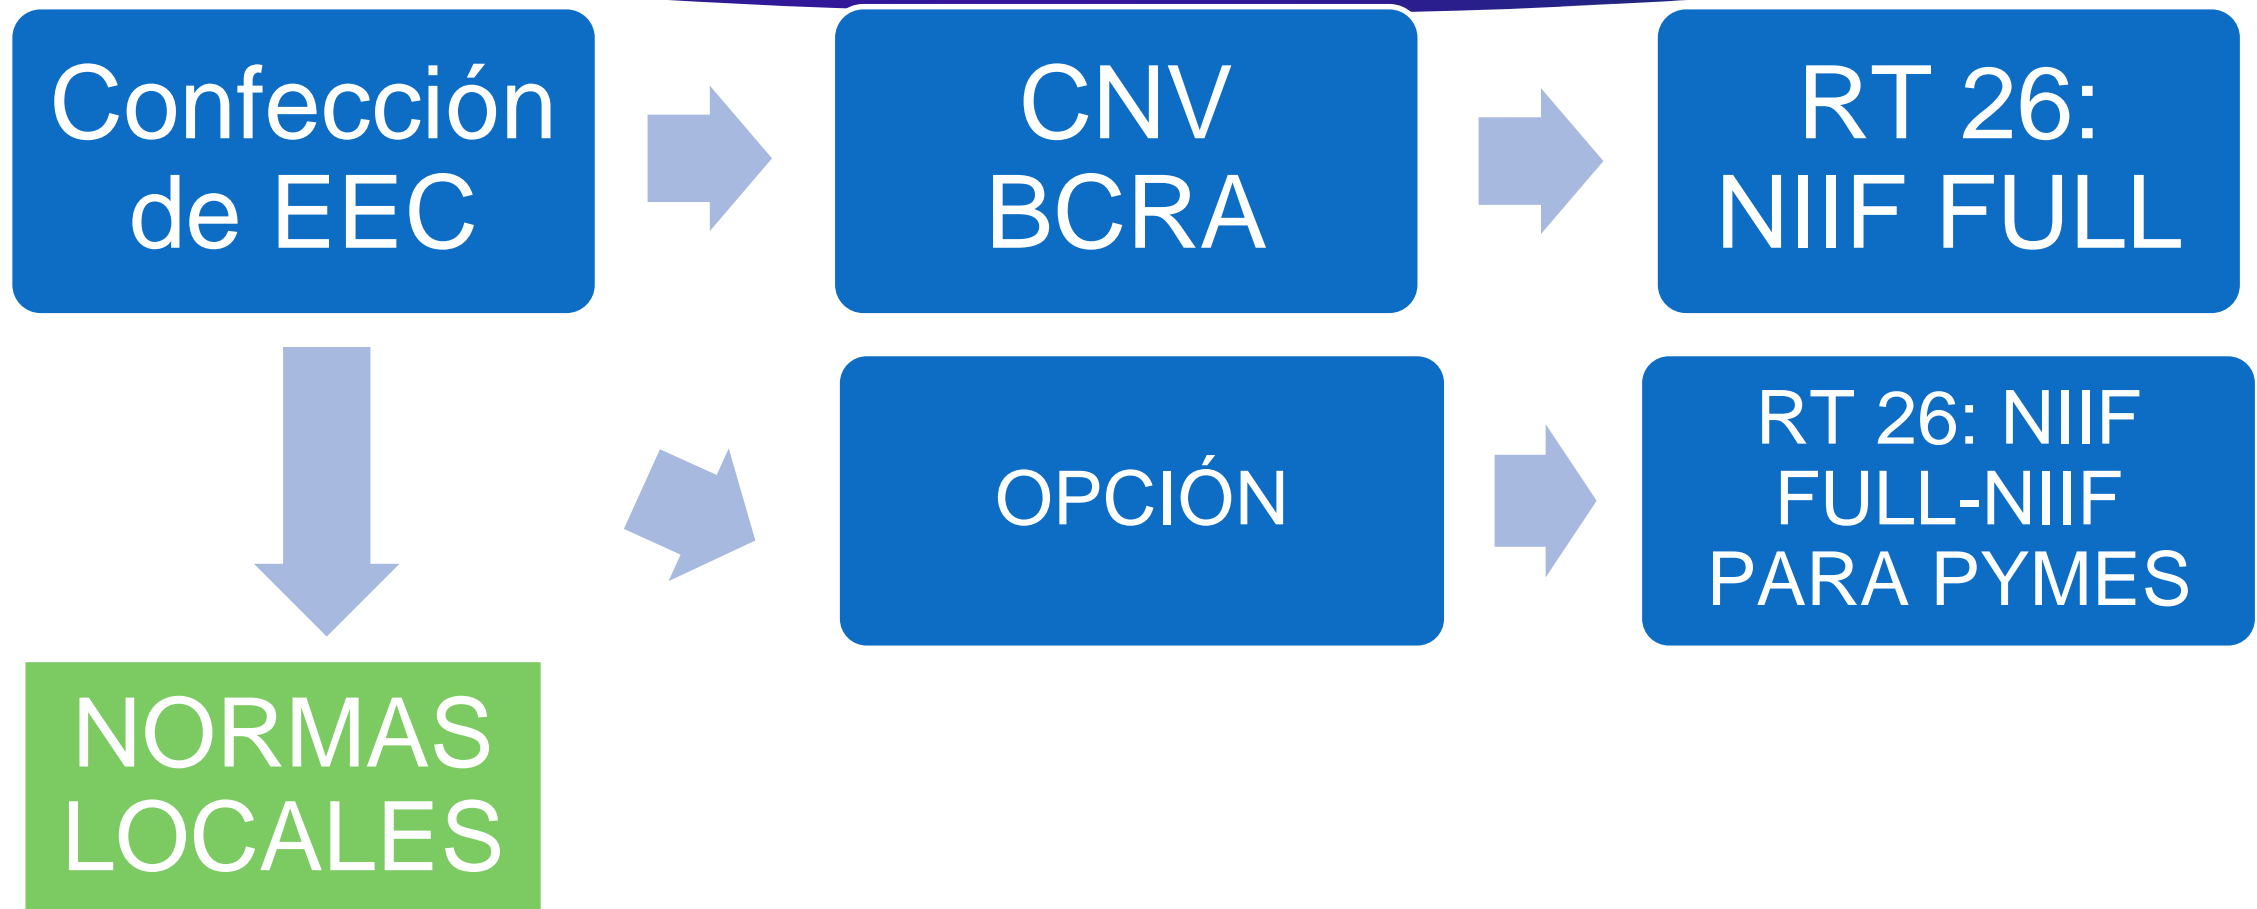 Confección
de EEC
CNV
BCRA
RT 26:
NIIF FULL
OPCIÓN
RT 26: NIIF
FULL-NIIF
PARA PYMES
NORMAS
LOCALES